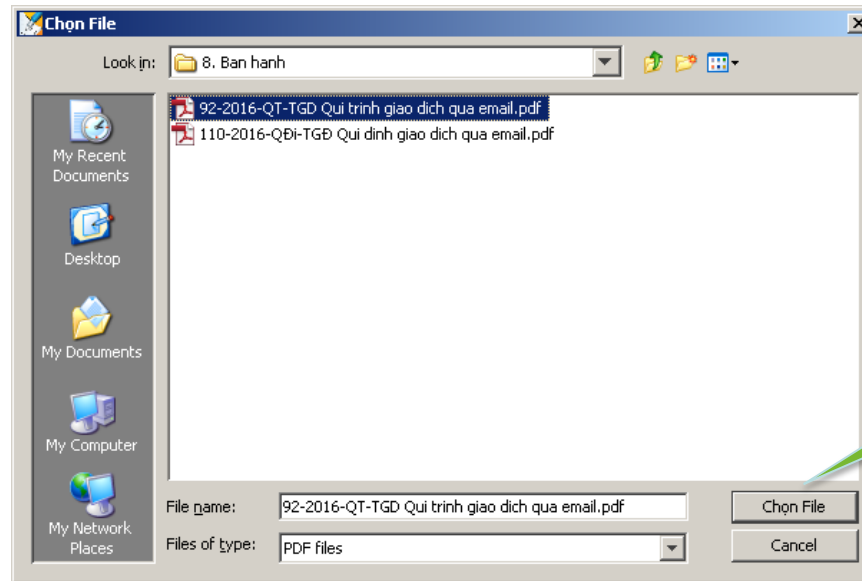 Chọn File
Look in: 8. Ban hanh
92-2016-QT-TGD Qui trinh giao dich qua email.pdf
110-2016-QĐi-TGĐ Qui dinh giao dich qua email.pdf
My Recent
Documents
Desktop
My Documents
My Computer
My Network
Places
File name: 92-2016-QT-TGD Qui trinh giao dich qua email.pdf
Chọn File
Files of type: PDF files
Cancel